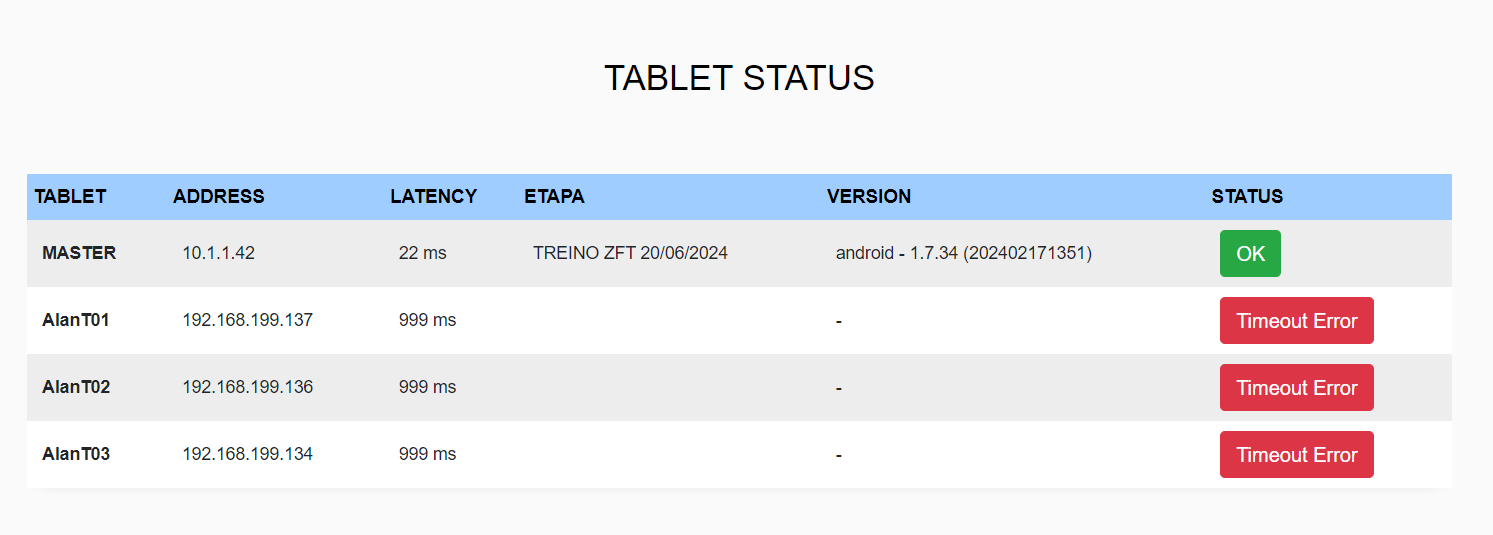 TABLET STATUS
TABLET ADDRESS LATENCY ETAPA VERSION STATUS
MASTER 10.1.1.42 22 ms TREINO ZFT 20/06/2024 android - 1.7.34 (202402171351) OK
AlanT01 192.168.199.137 999 ms - Timeout Error
AlanT02 192.168.199.136 999 ms - Timeout Error
AlanT03 192.168.199.134 999 ms - Timeout Error